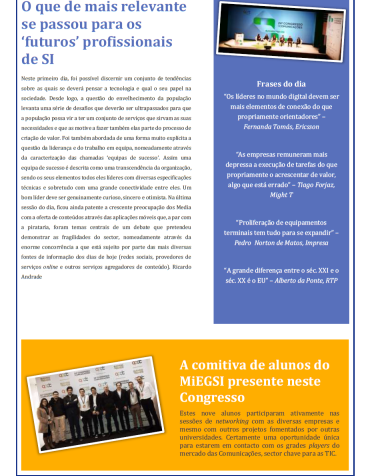 O que de mais relevante
se passou para os
‘futuros’ profissionais
de SI
Neste primeiro dia, foi possível discernir um conjunto de tendências
sobre as quais se deverá pensar a tecnologia e qual o seu papel na
sociedade. Desde logo, a questão do envelhecimento da população
levanta uma série de desafios que deverão ser ultrapassados para que
a população possa vir a ter um conjunto de serviços que sirvam as suas
necessidades e que as motive a fazer também elas parte do processo de
criação de valor. Foi também abordada de uma forma muito explícita a
questão da liderança e do trabalho em equipa, nomeadamente através
da caracterização das chamadas ‘equipas de sucesso’. Assim uma
equipa de sucesso é descrita como uma transcendência da organização,
sendo os seus elementos todos eles líderes com diversas especificações
técnicas e sobretudo com uma grande conectividade entre eles. Um
bom líder deve ser genuinamente curioso, sincero e otimista. Na última
sessão do dia, ficou ainda patente a crescente preocupação dos Media
com a oferta de conteúdos através das aplicações móveis que, a par com
a pirataria, foram temas centrais de um debate que pretendeu
demonstrar as fragilidades do sector, nomeadamente através da
enorme concorrência a que está sujeito por parte das mais diversas
fontes de informação dos dias de hoje (redes sociais, provedores de
serviços online e outros serviços agregadores de conteúdo), Ricardo
Andrade
Frases do dia
“Os líderes no mundo digital devem ser
mais elementos de conexão do que
propriamente orientadores” –
Fernanda Tomás, Ericsson
“As empresas remuneram mais
depressa a execução de tarefas do que
propriamente o acrescentar de valor,
algo que está errado” – Tiago Forjaz,
Might T
“Proliferação de equipamentos
terminais tem tudo para se expandir” –
Pedro Norton de Matos, Impresa
“A grande diferença entre o séc. XXI e o
séc. XX é o EU” – Alberto da Ponte, RTP
A comitiva de alunos do
MiEGSI presente neste
Congresso
Estes nove alunos participaram ativamente nas
sessões de networking com as diversas empresas e
mesmo com outros projetos fomentados por outras
universidades. Certamente uma oportunidade única
para estarem em contacto com os grades players do
mercado das Comunicações, sector chave para as TIC.